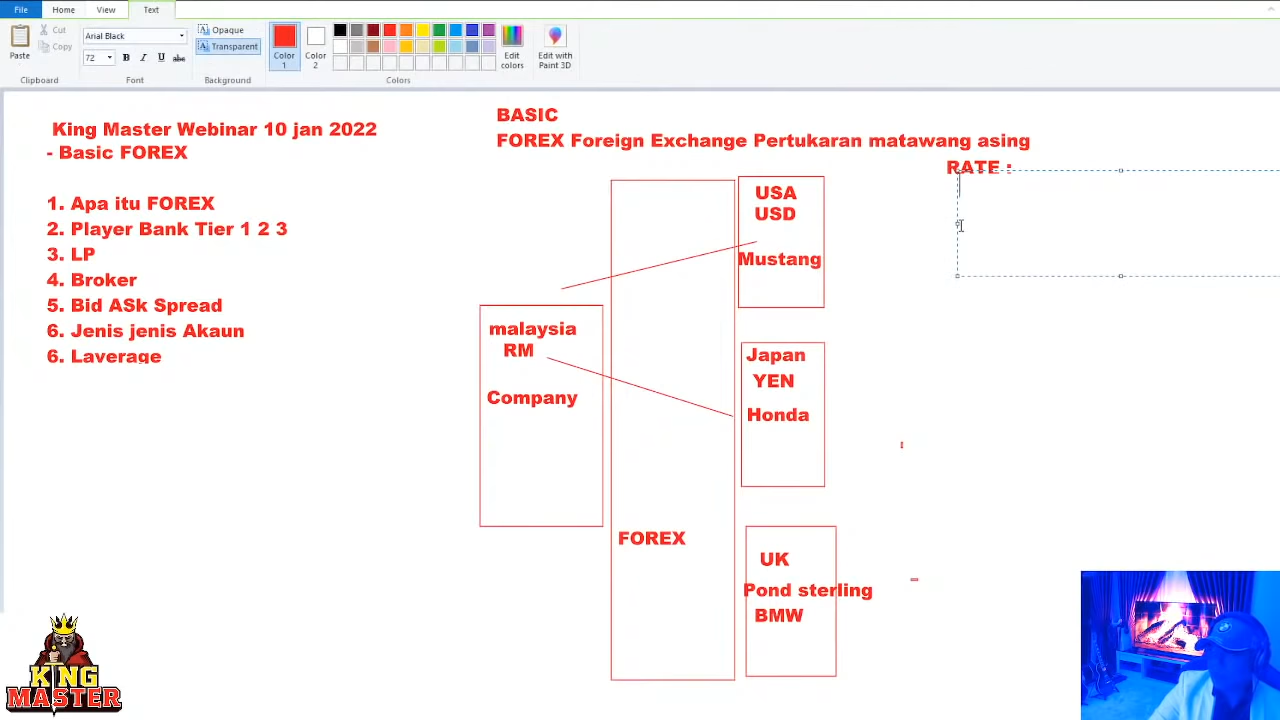 File
Home
View
Text
Paste
Cut
Copy
Clipboard
Arial Black
72
B
I
U
abc
Font
A
Opaque
A
Transparent
Background
Color
1
Color
2
Colors
Edit
colors
Edit with
Paint 3D
King Master Webinar 10 jan 2022
- Basic FOREX
1. Apa itu FOREX
2. Player Bank Tier 1 2 3
3. LP
4. Broker
5. Bid ASk Spread
6. Jenis jenis Akaun
6. Laverage
BASIC
FOREX Foreign Exchange Pertukaran matawang asing
RATE :
malaysia
RM
Company
FOREX
USA
USD
Mustang
Japan
YEN
Honda
UK
Pond sterling
BMW
KING
MASTER